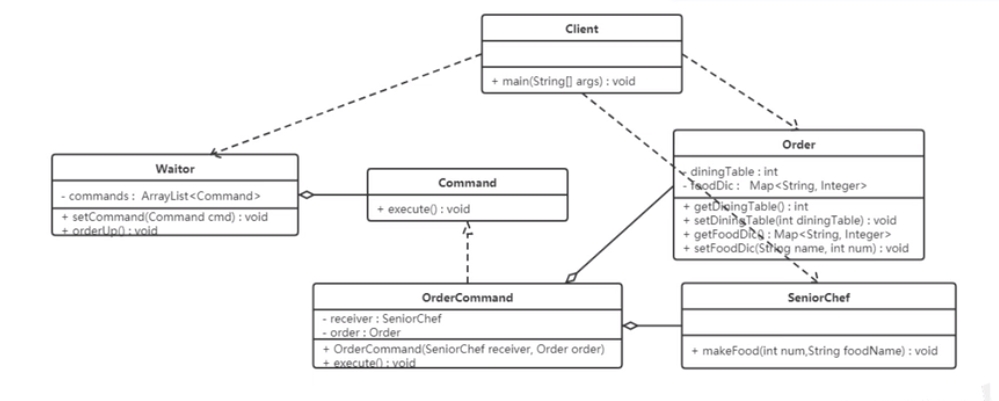 Client
+ main(String[] args) : void
Waitor
- commands : ArrayList<Command>
+ setCommand(Command cmd) : void
+ orderUp() : void
Command
+ execute() : void
Order
- diningTable : int
- foodDic : Map<String, Integer>
+ getDiningTable() : int
+ setDiningTable(int diningTable) : void
+ getFoodDic() : Map<String, Integer>
+ setFoodDic(String name, int num) : void
OrderCommand
- receiver : SeniorChef
- order : Order
+ OrderCommand(SeniorChef receiver, Order order)
+ execute() : void
SeniorChef
+ makeFood(int num,String foodName) : void